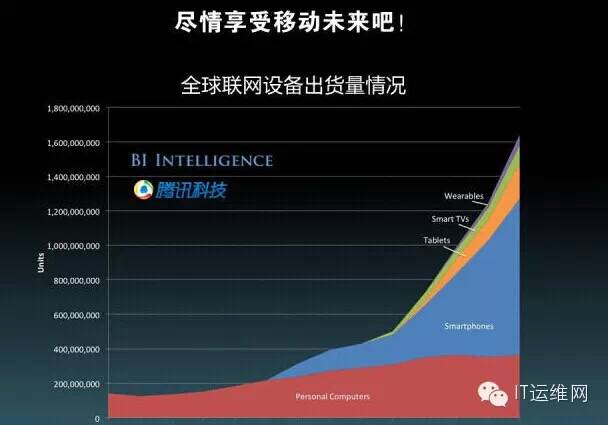 尽情享受移动未来吧！
全球联网设备出货量情况
1,800,000,000
1,600,000,000
1,400,000,000
1,200,000,000
1,000,000,000
800,000,000
600,000,000
400,000,000
200,000,000
0
Units
BI INTELLIGENCE
腾讯科技
Wearables
Smart TVs
Tablets
Smartphones
Personal Computers
IT运维网